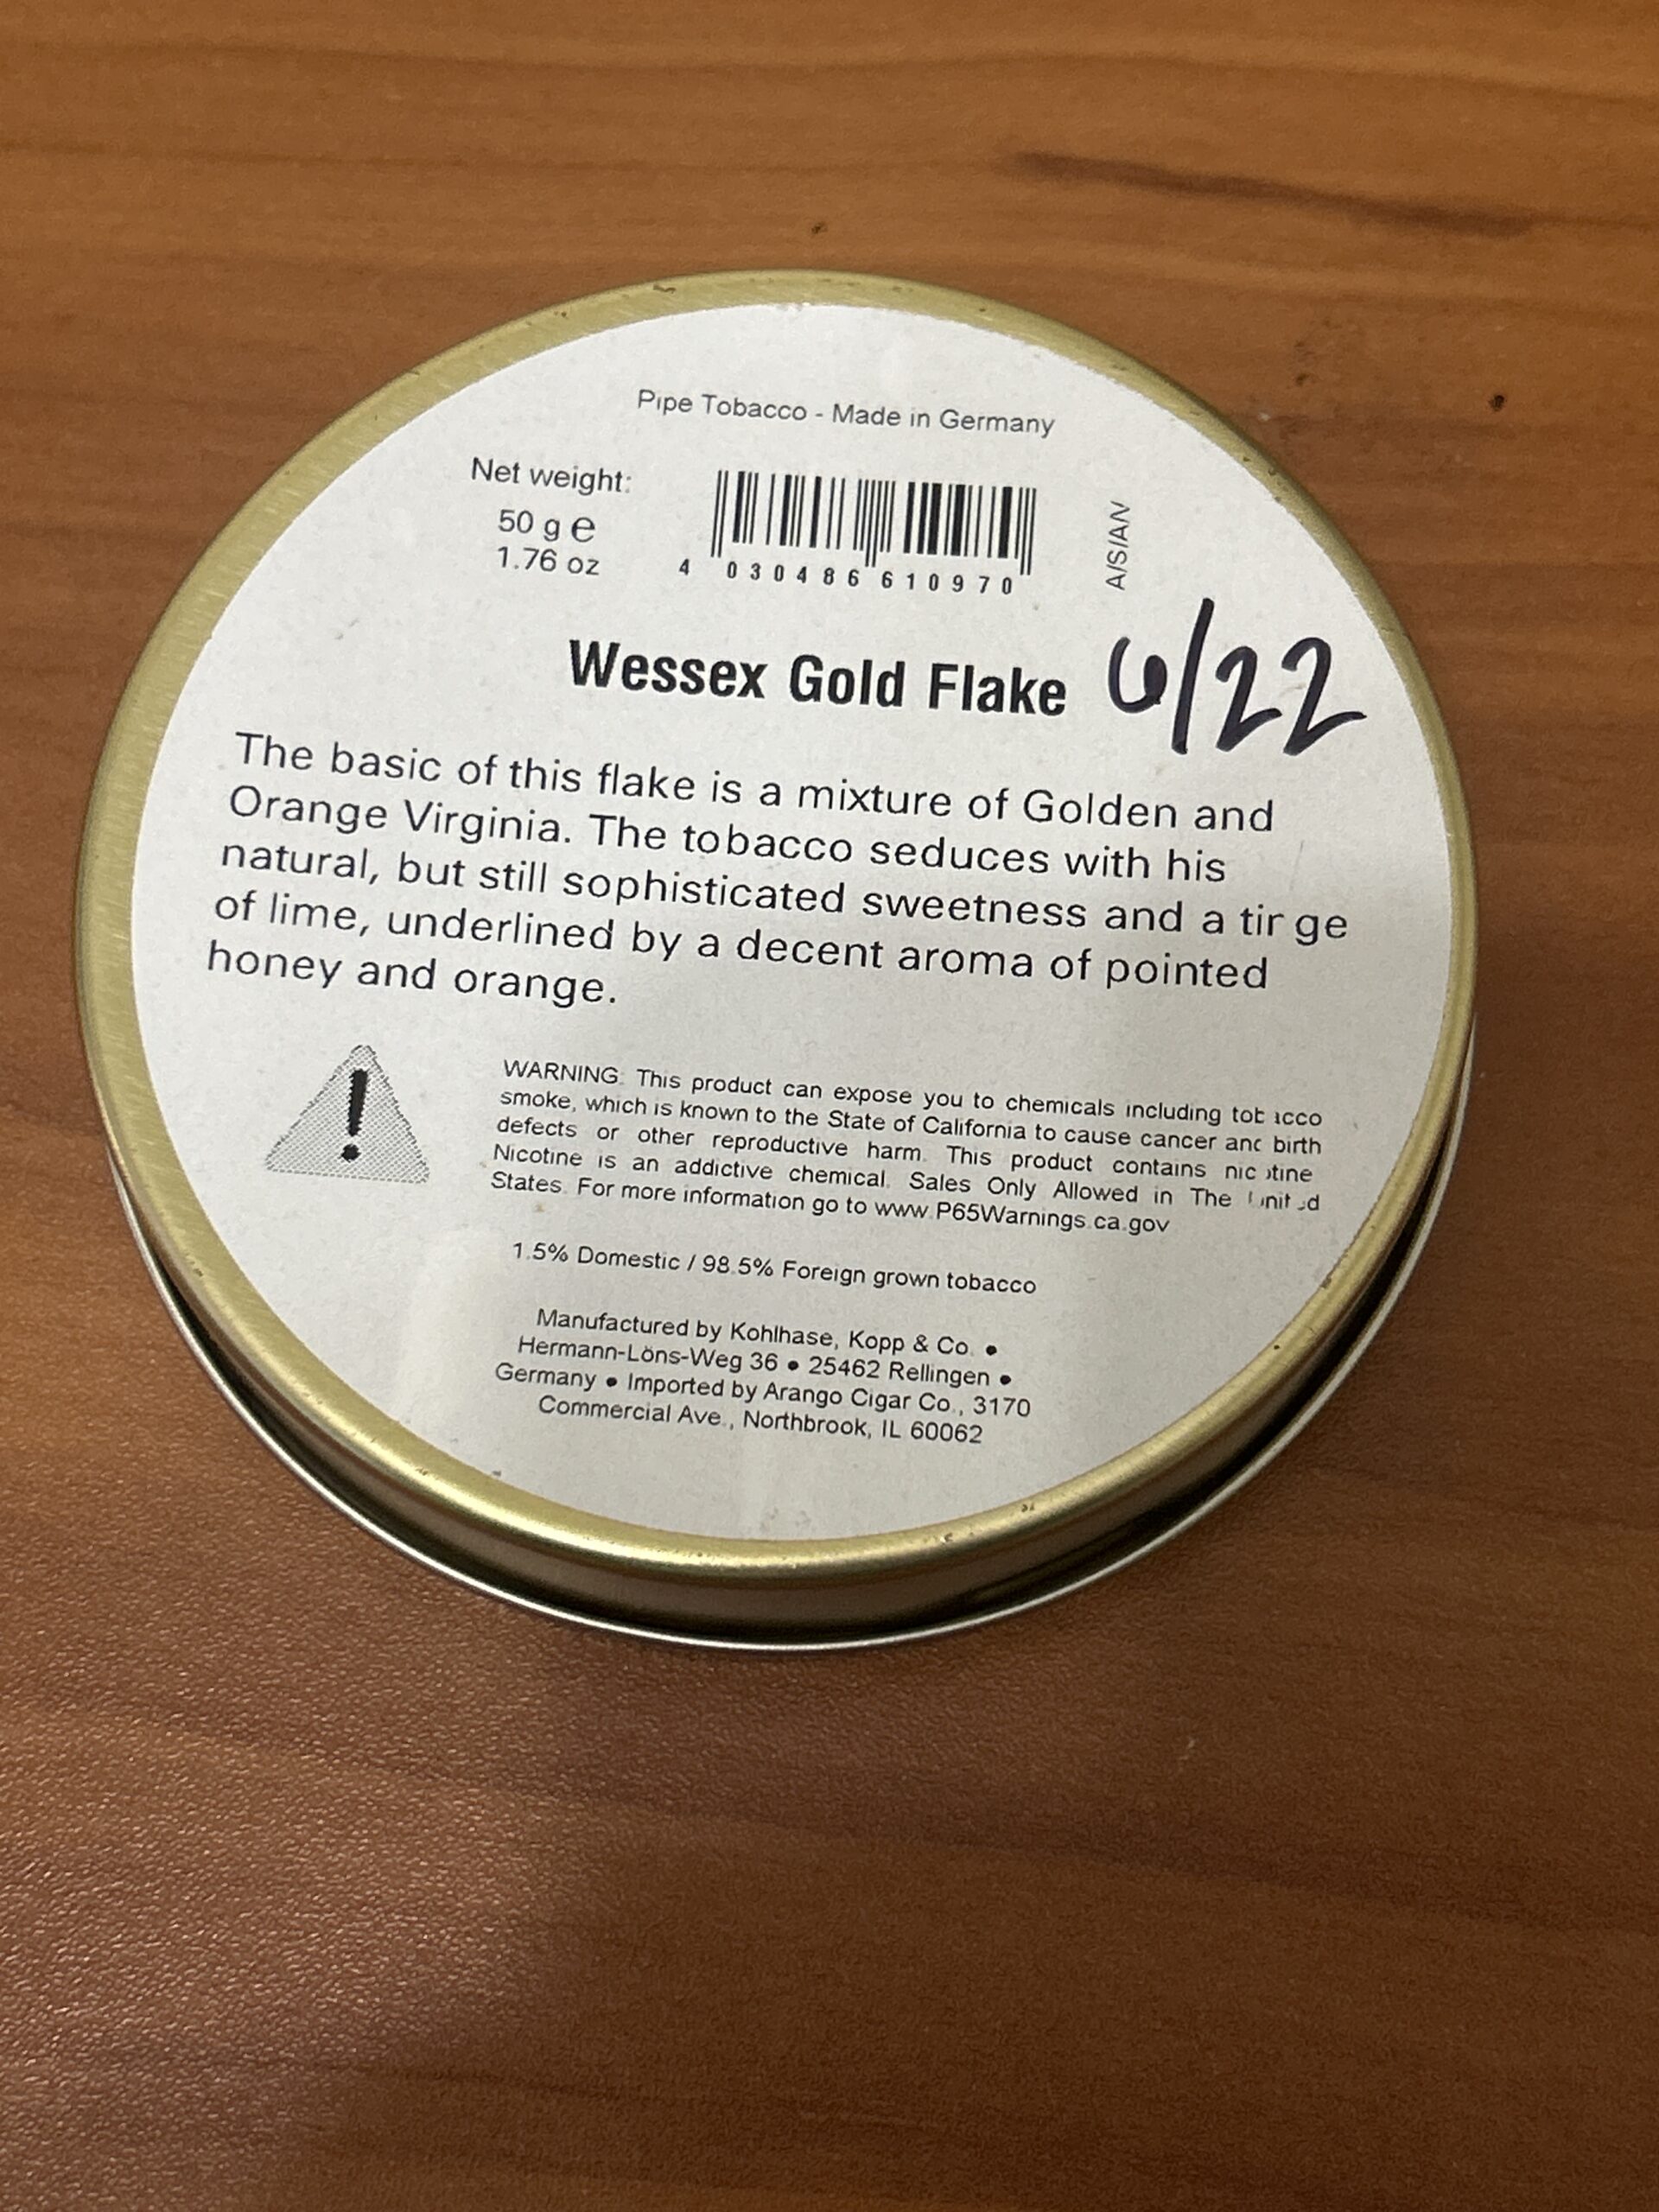 Pipe Tobacco - Made in Germany
Net weight:
50 g e
1.76 oz
4 030486 610970
A/S/A/V
Wessex Gold Flake 6/22
The basic of this flake is a mixture of Golden and
Orange Virginia. The tobacco seduces with his
natural, but still sophisticated sweetness and a tinge
of lime, underlined by a decent aroma of pointed
honey and orange.
WARNING: This product can expose you to chemicals including tobacco
smoke, which is known to the State of California to cause cancer and birth
defects or other reproductive harm. This product contains nicotine.
Nicotine is an addictive chemical. Sales Only Allowed in The United
States. For more information go to www.P65Warnings.ca.gov
1.5% Domestic / 98.5% Foreign grown tobacco
Manufactured by Kohlhase, Kopp & Co. •
Hermann-Löns-Weg 36 • 25462 Rellingen •
Germany • Imported by Arango Cigar Co., 3170
Commercial Ave., Northbrook, IL 60062